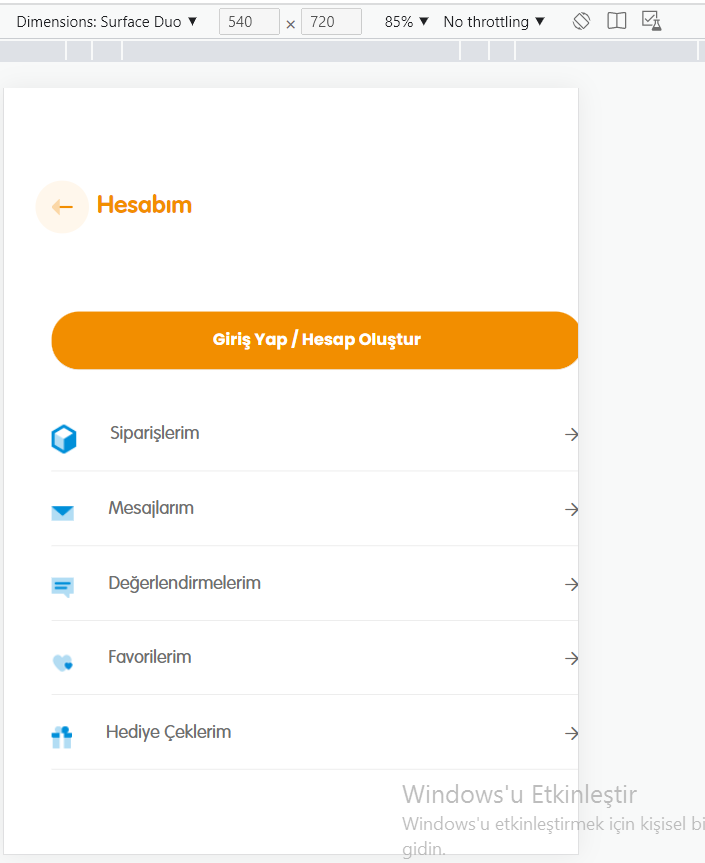 Dimensions: Surface Duo ▼ 540 × 720 85% ▼ No throttling ▼
Hesabım
Giriş Yap / Hesap Oluştur
Siparişlerim
Mesajlarım
Değerlendirmelerim
Favorilerim
Hediye Çeklerim
Windows'u Etkinleştir
Windows'u etkinleştirmek için kişisel bi
gidin.